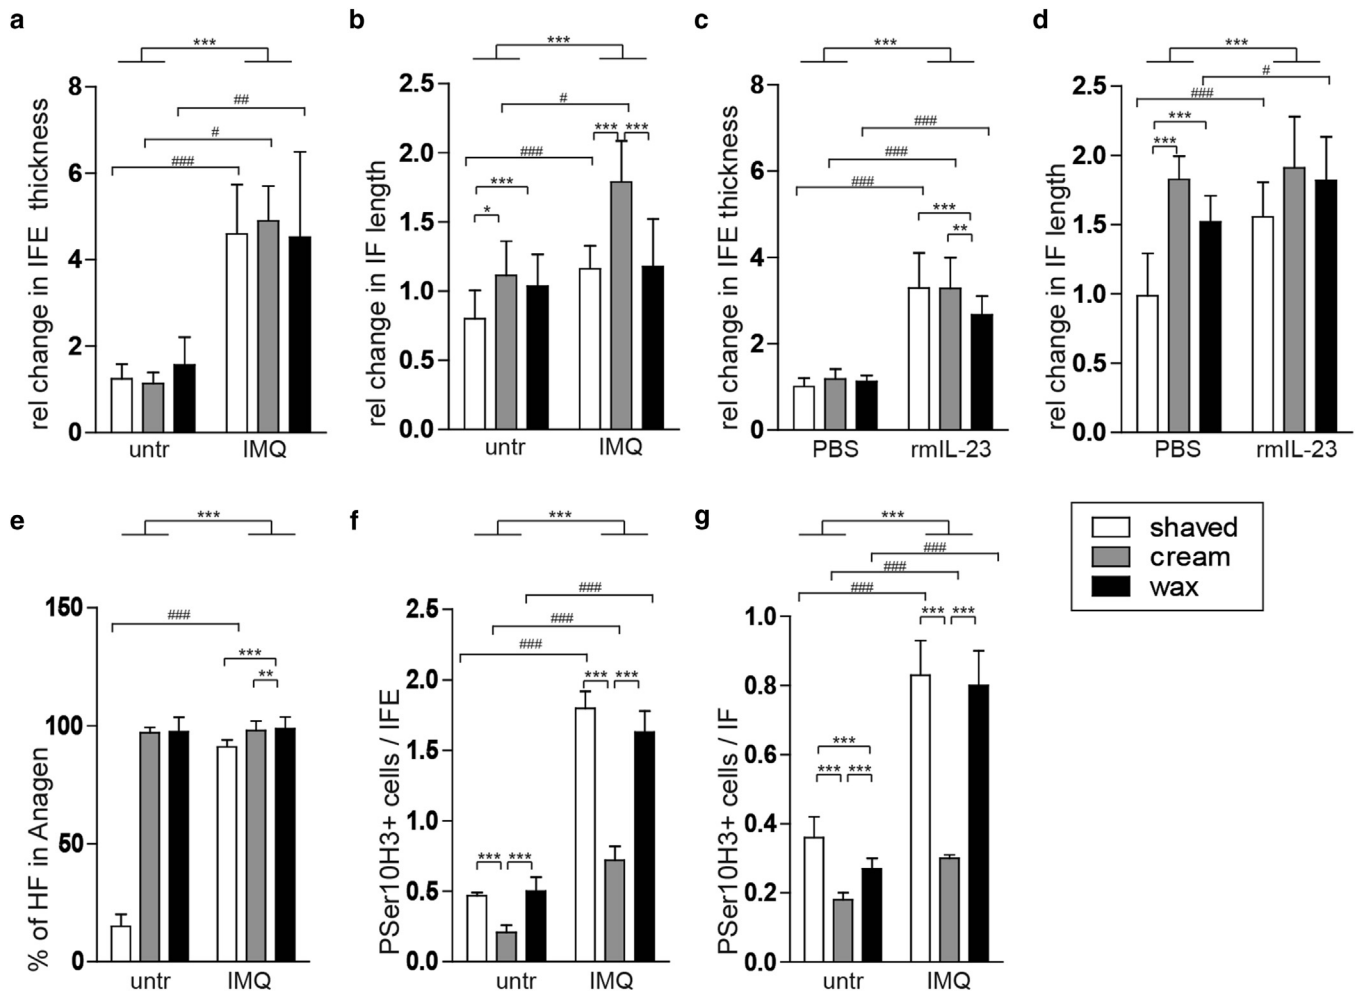 a
***
rel change in IFE thickness
8
6
4
2
0
##
#
###
untr
IMQ
b
***
rel change in IF length
2.5
2.0
1.5
1.0
0.5
0.0
#
*** ***
###
***
*
untr
IMQ
c
***
rel change in IFE thickness
8
6
4
2
0
###
###
###
***
**
PBS
rmIL-23
d
***
rel change in IF length
2.5
2.0
1.5
1.0
0.5
0.0
#
###
***
***
PBS
rmIL-23
e
***
% of HF in Anagen
150
100
50
0
###
***
**
untr
IMQ
f
***
PSer10H3+ cells / IFE
2.5
2.0
1.5
1.0
0.5
0.0
###
###
###
*** ***
*** ***
untr
IMQ
g
***
PSer10H3+ cells / IF
1.0
0.8
0.6
0.4
0.2
0.0
###
###
###
*** ***
***
*** ***
untr
IMQ
shaved
cream
wax